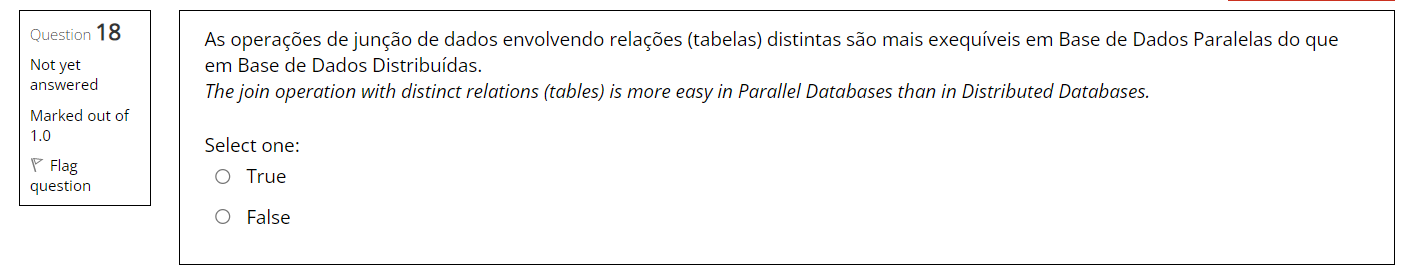 Question 18
Not yet
answered
Marked out of
1.0
Flag
question
As operações de junção de dados envolvendo relações (tabelas) distintas são mais exequíveis em Base de Dados Paralelas do que
em Base de Dados Distribuídas.
The join operation with distinct relations (tables) is more easy in Parallel Databases than in Distributed Databases.
Select one:
True
False